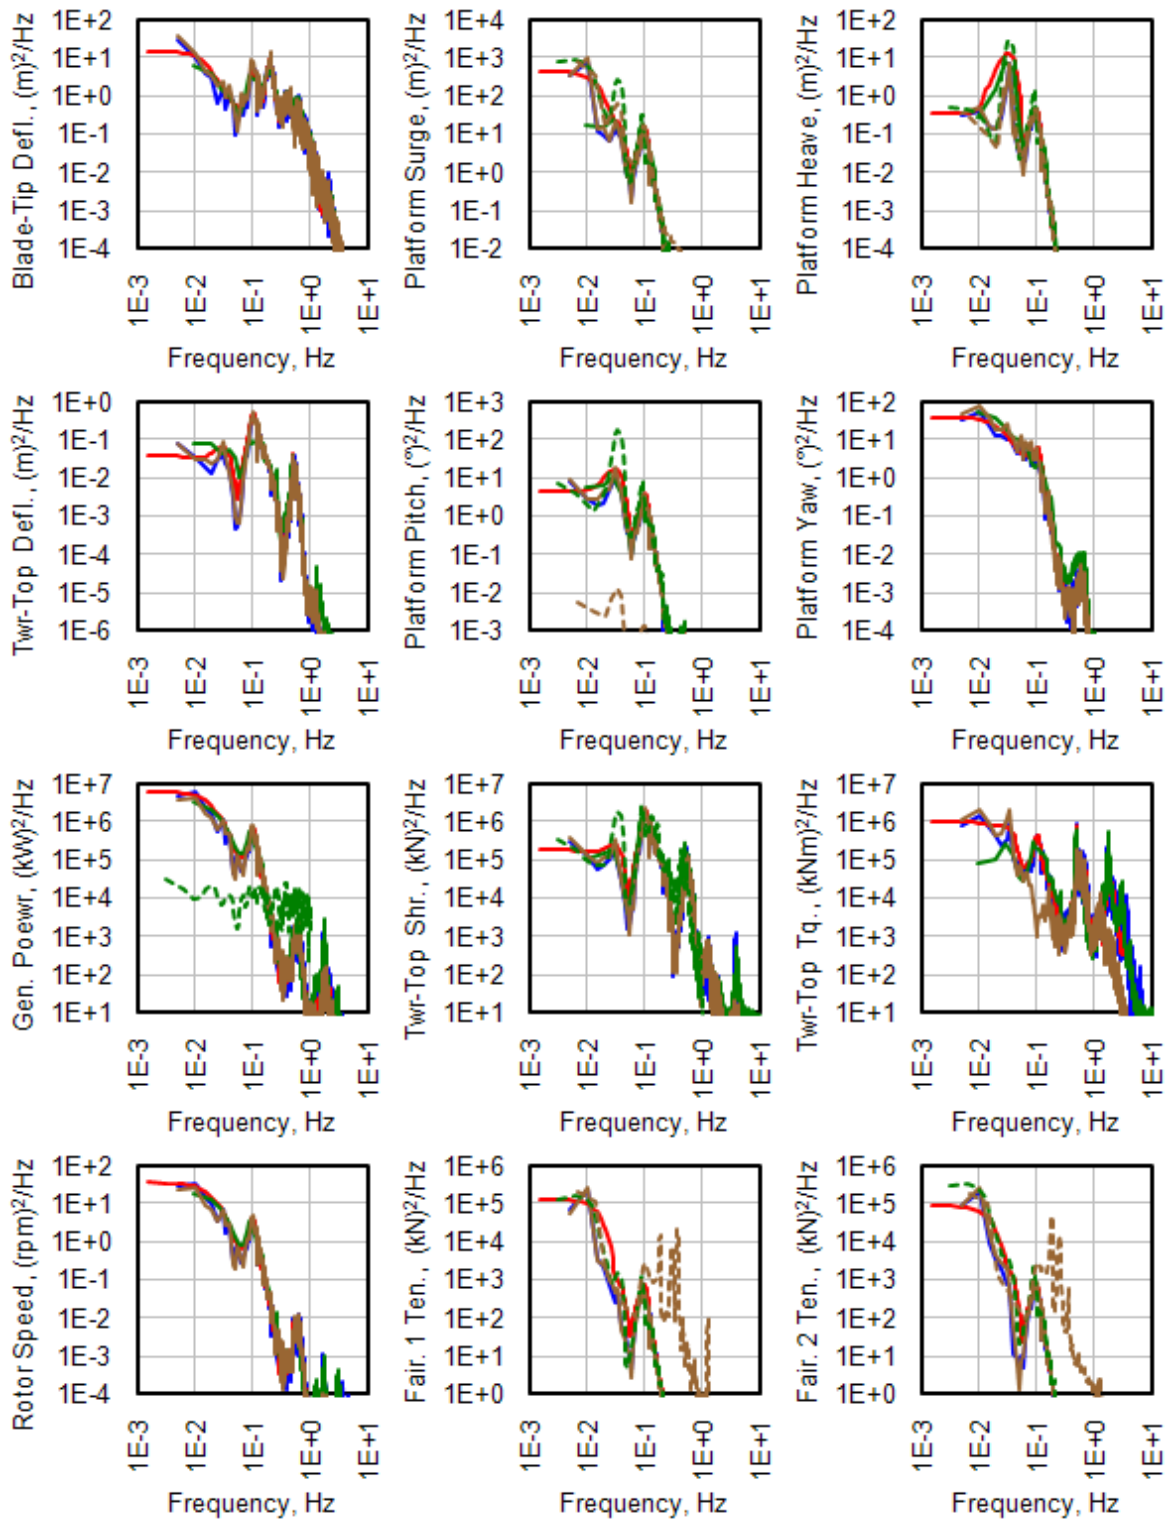 Blade-Tip Defl., (m)²/Hz
1E+2
1E+1
1E+0
1E-1
1E-2
1E-3
1E-4
1E-3
1E-2
1E-1
1E+0
1E+1
Frequency, Hz
Platform Surge, (m)²/Hz
1E+4
1E+3
1E+2
1E+1
1E+0
1E-1
1E-2
1E-3
1E-2
1E-1
1E+0
1E+1
Frequency, Hz
Platform Heave, (m)²/Hz
1E+2
1E+1
1E+0
1E-1
1E-2
1E-3
1E-4
1E-3
1E-2
1E-1
1E+0
1E+1
Frequency, Hz
Twr-Top Defl., (m)²/Hz
1E+0
1E-1
1E-2
1E-3
1E-4
1E-5
1E-6
1E-3
1E-2
1E-1
1E+0
1E+1
Frequency, Hz
Platform Pitch, (°)²/Hz
1E+3
1E+2
1E+1
1E+0
1E-1
1E-2
1E-3
1E-3
1E-2
1E-1
1E+0
1E+1
Frequency, Hz
Platform Yaw, (°)²/Hz
1E+2
1E+1
1E+0
1E-1
1E-2
1E-3
1E-4
1E-3
1E-2
1E-1
1E+0
1E+1
Frequency, Hz
Gen. Poewr, (kW)²/Hz
1E+7
1E+6
1E+5
1E+4
1E+3
1E+2
1E+1
1E-3
1E-2
1E-1
1E+0
1E+1
Frequency, Hz
Twr-Top Shr., (kN)²/Hz
1E+7
1E+6
1E+5
1E+4
1E+3
1E+2
1E+1
1E-3
1E-2
1E-1
1E+0
1E+1
Frequency, Hz
Twr-Top Tq., (kNm)²/Hz
1E+7
1E+6
1E+5
1E+4
1E+3
1E+2
1E+1
1E-3
1E-2
1E-1
1E+0
1E+1
Frequency, Hz
Rotor Speed, (rpm)²/Hz
1E+2
1E+1
1E+0
1E-1
1E-2
1E-3
1E-4
1E-3
1E-2
1E-1
1E+0
1E+1
Frequency, Hz
Fair. 1 Ten., (kN)²/Hz
1E+6
1E+5
1E+4
1E+3
1E+2
1E+1
1E+0
1E-3
1E-2
1E-1
1E+0
1E+1
Frequency, Hz
Fair. 2 Ten., (kN)²/Hz
1E+6
1E+5
1E+4
1E+3
1E+2
1E+1
1E+0
1E-3
1E-2
1E-1
1E+0
1E+1
Frequency, Hz